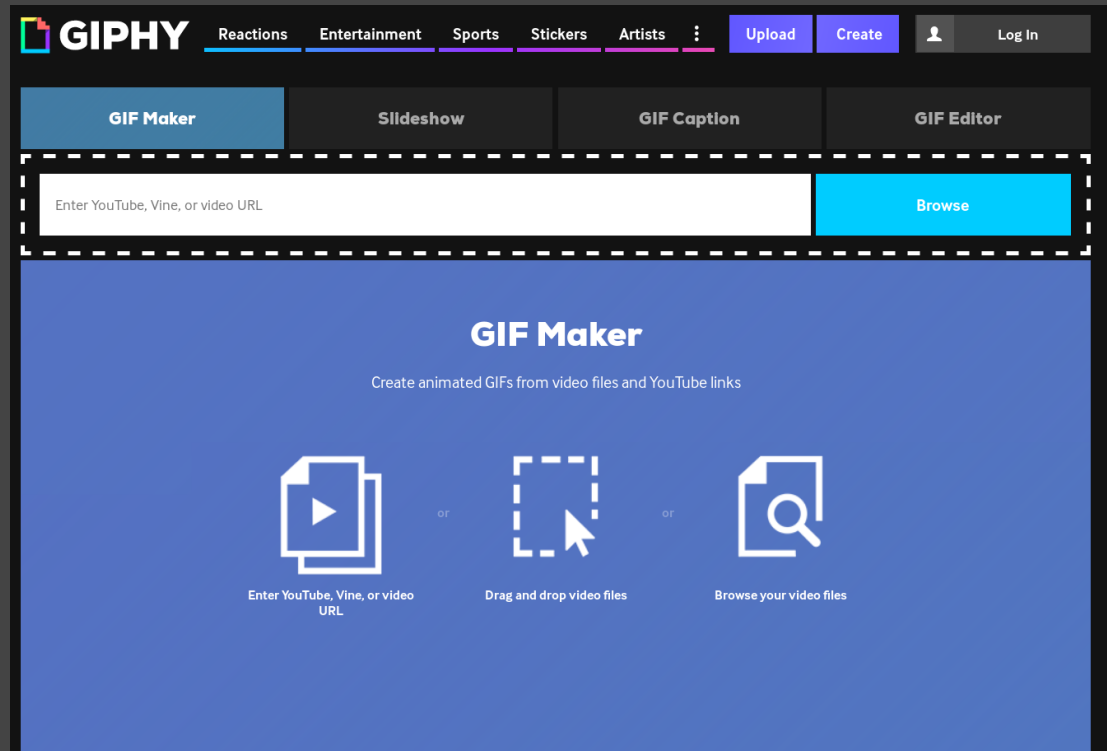 GIPHY
Reactions Entertainment Sports Stickers Artists Upload Create Log In
GIF Maker Slideshow GIF Caption GIF Editor
Enter YouTube, Vine, or video URL Browse
GIF Maker
Create animated GIFs from video files and YouTube links
or or
Enter YouTube, Vine, or video
URL
Drag and drop video files
Browse your video files